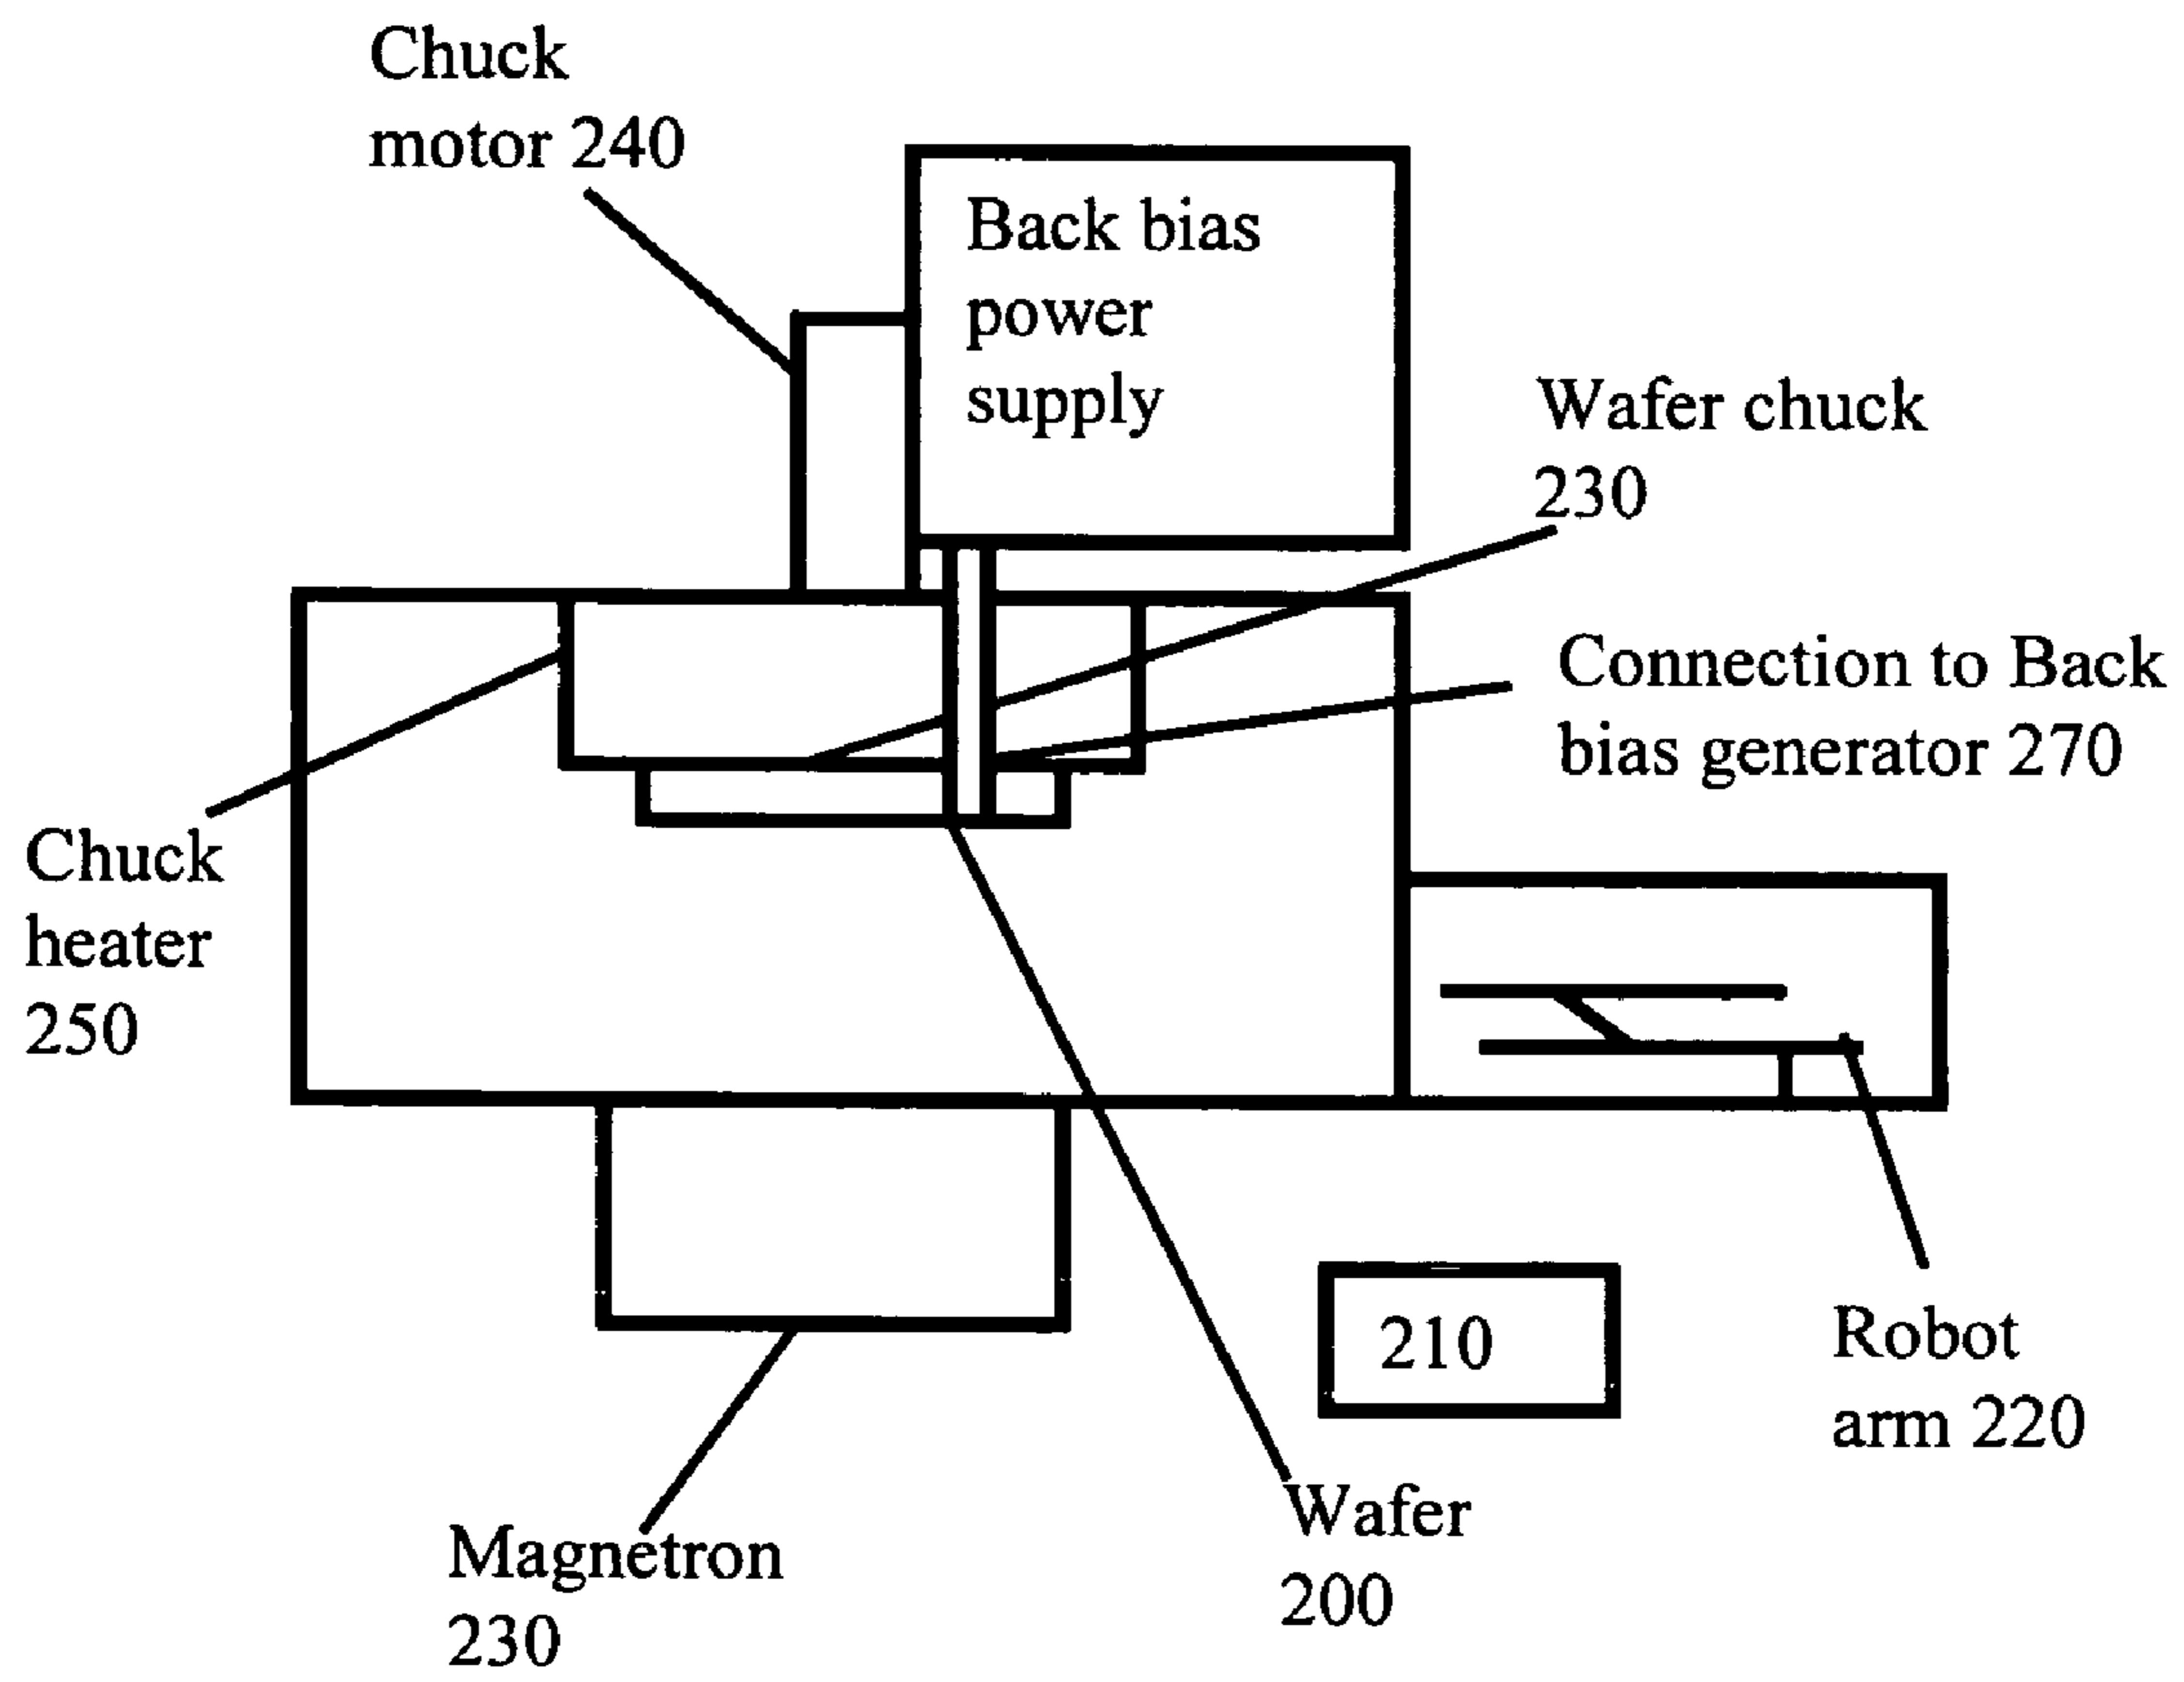 Chuck
motor 240
Back bias
power
supply
Wafer chuck
230
Connection to Back
bias generator 270
Chuck
heater
250
210
Robot
arm 220
Wafer
200
Magnetron
230